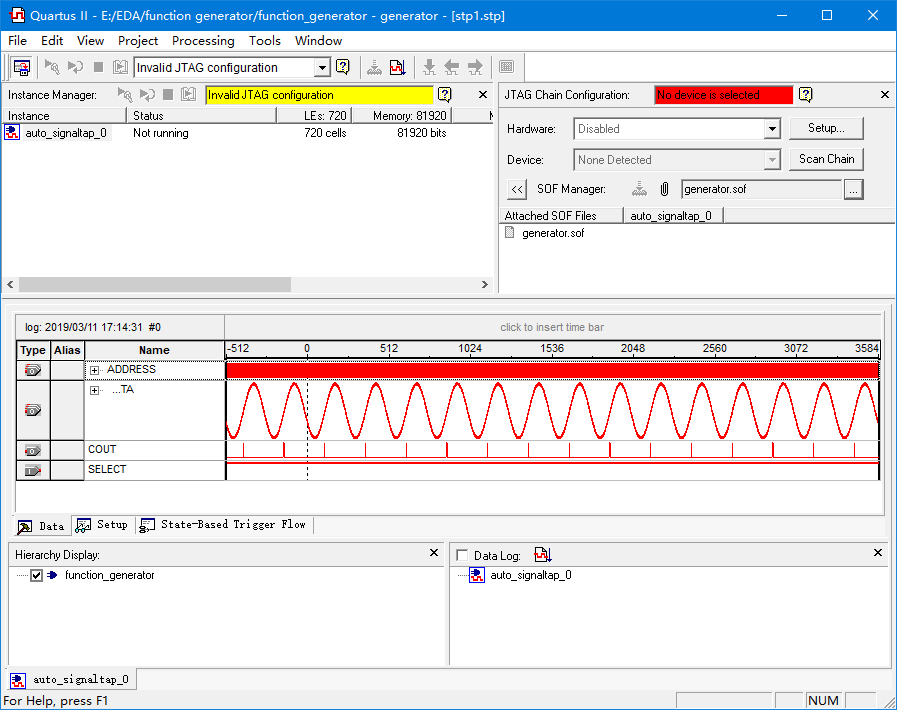 Quartus II - E:/EDA/function generator/function_generator - generator - [stp1.stp]
File Edit View Project Processing Tools Window
Invalid JTAG configuration
Instance Manager: Invalid JTAG configuration
Instance Status LEs: 720 Memory: 81920 M
auto_signaltap_0 Not running 720 cells 81920 bits
JTAG Chain Configuration: No device is selected
Hardware: Disabled Setup...
Device: None Detected Scan Chain
<< SOF Manager: generator.sof ...
Attached SOF Files auto_signaltap_0
generator.sof
log: 2019/03/11 17:14:31 #0 click to insert time bar
Type Alias Name -512 0 512 1024 1536 2048 2560 3072 3584
ADDRESS
...TA
COUT
SELECT
Data Setup State-Based Trigger Flow
Hierarchy Display:
function_generator
Data Log:
auto_signaltap_0
auto_signaltap_0
For Help, press F1 NUM